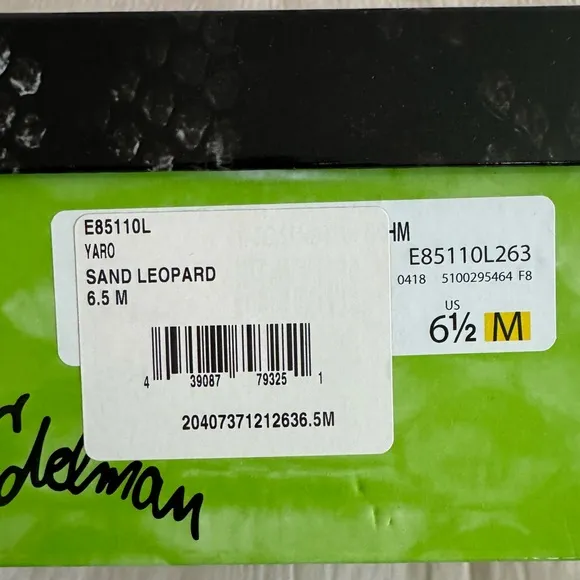 E85110L
YARO
SAND LEOPARD
6.5 M
4 39087 79325 1
20407371212636.5M
HM
E85110L263
0418 5100295464 F8
US
6½ M
Edelman